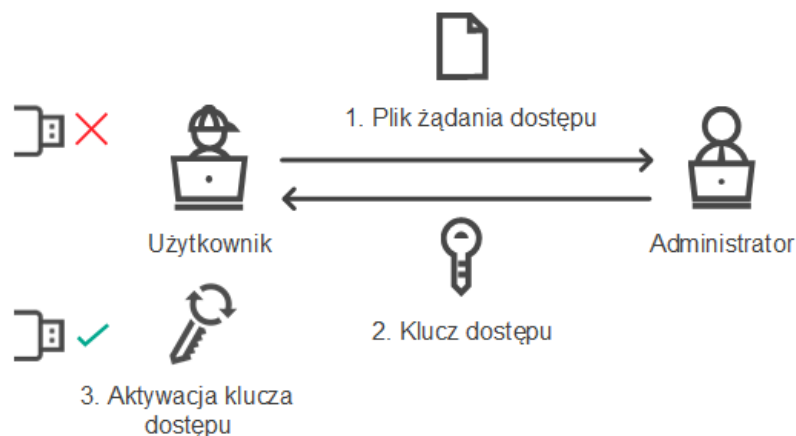 1. Plik żądania dostępu
Użytkownik
Administrator
2. Klucz dostępu
3. Aktywacja klucza
dostępu